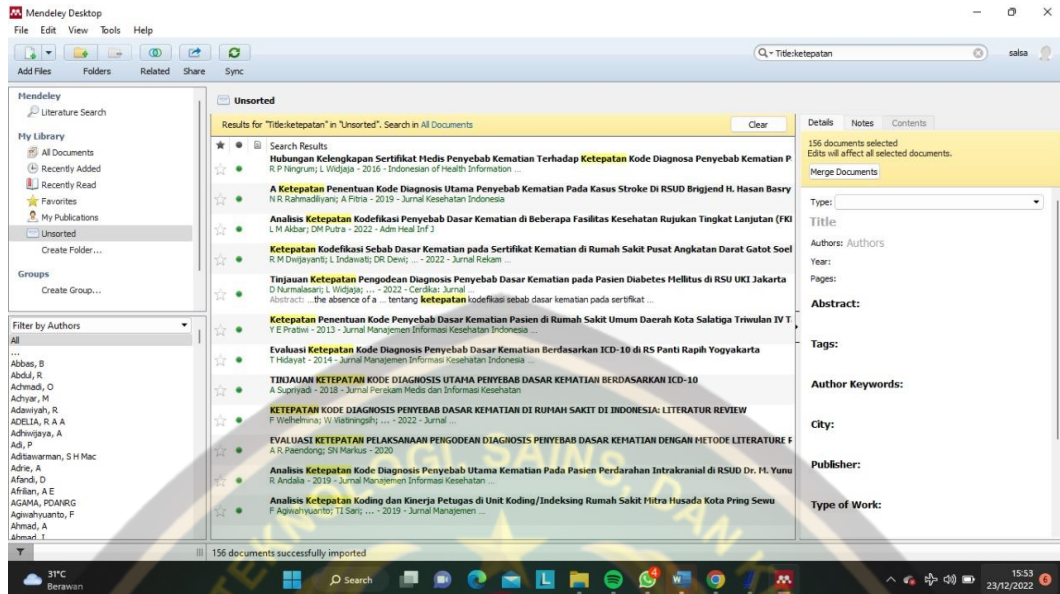 Mendeley Desktop
File Edit View Tools Help
Add Files Folders Related Share Sync
Title:ketepatan
salsa
Mendeley
Literature Search
My Library
All Documents
Recently Added
Recently Read
Favorites
My Publications
Unsorted
Create Folder...
Groups
Create Group...
Filter by Authors
All
...
Abbas, B
Abdul, R
Achmadi, O
Achyar, M
Adawiyah, R
ADELIA, R A A
Adhiwijaya, A
Adi, P
Aditiawarman, S H Mac
Adrie, A
Afandi, D
Afrilian, A E
AGAMA, PDANRG
Agiwahyuanto, F
Ahmad, A
Ahmad, I
Unsorted
Results for "Title:ketepatan" in "Unsorted". Search in All Documents
Clear
Search Results
Hubungan Kelengkapan Sertifikat Medis Penyebab Kematian Terhadap Ketepatan Kode Diagnosa Penyebab Kematian P
R P Ningrum; L Widjaja - 2016 - Indonesian of Health Information ...
A Ketepatan Penentuan Kode Diagnosis Utama Penyebab Kematian Pada Kasus Stroke Di RSUD Brigjend H. Hasan Basry
N R Rahmadiliyani; A Fitria - 2019 - Jurnal Kesehatan Indonesia
Analisis Ketepatan Kodefikasi Penyebab Dasar Kematian di Beberapa Fasilitas Kesehatan Rujukan Tingkat Lanjutan (FKI
L M Akbar; DM Putra - 2022 - Adm Heal Inf J
Ketepatan Kodefikasi Sebab Dasar Kematian pada Sertifikat Kematian di Rumah Sakit Pusat Angkatan Darat Gatot Soel
R M Dwijayanti; L Indawati; DR Dewi; ... - 2022 - Jurnal Rekam ...
Tinjauan Ketepatan Pengodean Diagnosis Penyebab Dasar Kematian pada Pasien Diabetes Mellitus di RSU UKI Jakarta
D Nurmalasari; L Widjaja; ... - 2022 - Cerdika: Jurnal ...
Abstract: ...the absence of a ... tentang ketepatan kodefikasi sebab dasar kematian pada sertifikat ...
Ketepatan Penentuan Kode Penyebab Dasar Kematian Pasien di Rumah Sakit Umum Daerah Kota Salatiga Triwulan IV T
Y E Pratiwi - 2013 - Jurnal Manajemen Informasi Kesehatan Indonesia ...
Evaluasi Ketepatan Kode Diagnosis Penyebab Dasar Kematian Berdasarkan ICD-10 di RS Panti Rapih Yogyakarta
T Hidayat - 2014 - Jurnal Manajemen Informasi Kesehatan Indonesia ...
TINJAUAN KETEPATAN KODE DIAGNOSIS UTAMA PENYEBAB DASAR KEMATIAN BERDASARKAN ICD-10
A Supriyadi - 2018 - Jurnal Perekam Medis dan Informasi Kesehatan
KETEPATAN KODE DIAGNOSIS PENYEBAB DASAR KEMATIAN DI RUMAH SAKIT DI INDONESIA: LITERATUR REVIEW
F Welhelmina; W Wationingsih; ... - 2022 - Jurnal ...
EVALUASI KETEPATAN PELAKSANAAN PENGODEAN DIAGNOSIS PENYEBAB DASAR KEMATIAN DENGAN METODE LITERATURE F
A R Paendong; SN Markus - 2020
Analisis Ketepatan Kode Diagnosis Penyebab Utama Kematian Pada Pasien Perdarahan Intrakranial di RSUD Dr. M. Yunu
R Andalia - 2019 - Jurnal Manajemen Informasi Kesehatan ...
Analisis Ketepatan Koding dan Kinerja Petugas di Unit Koding/Indeksing Rumah Sakit Mitra Husada Kota Pring Sewu
F Agiwahyuanto; TI Sari; ... - 2019 - Jurnal Manajemen ...
Details Notes Contents
156 documents selected
Edits will affect all selected documents.
Merge Documents
Type:
Title
Authors: Authors
Year:
Pages:
Abstract:
Tags:
Author Keywords:
City:
Publisher:
Type of Work:
156 documents successfully imported
TEKNOLOGI, SAINS, DAN
31°C
Berawan
Search
4
15:53
23/12/2022
6